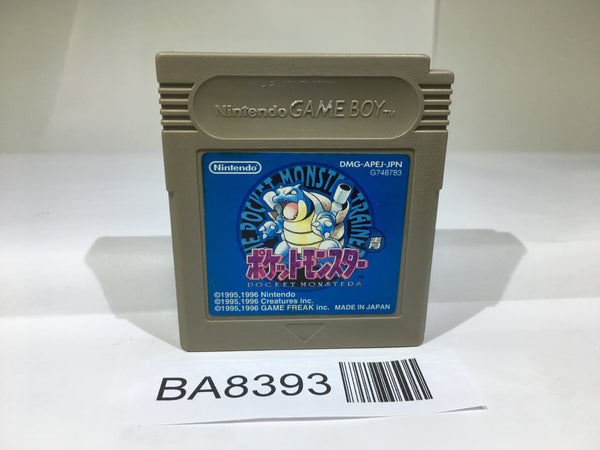 Nintendo GAME BOY TM
Nintendo
DMG-APEJ-JPN
G748783
THE POCKET MONSTER TRAINER
青
ポケットモンスター
POCKET MONSTERS
©1995,1996 Nintendo
©1995,1996 Creatures inc.
©1995,1996 GAME FREAK inc. MADE IN JAPAN
BA8393